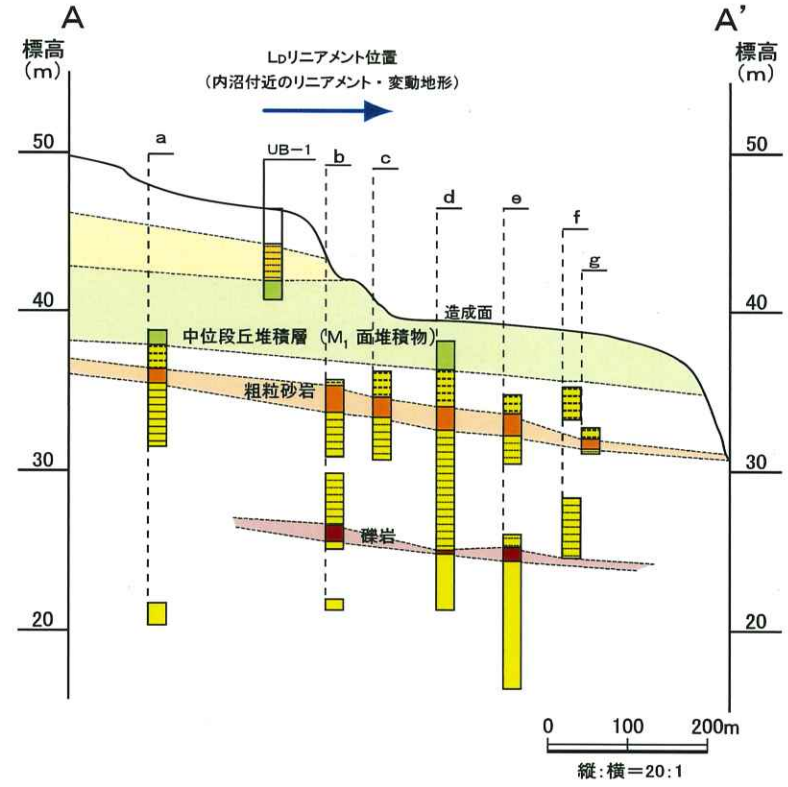 A
A'
標高
(m)
標高
(m)
LDリニアメント位置
(内沼付近のリニアメント・変動地形)
a
UB-1
b
c
d
e
f
g
50
50
40
40
30
30
20
20
造成面
中位段丘堆積層 (M1 面堆積物)
粗粒砂岩
礫岩
0 100 200m
縦:横=20:1